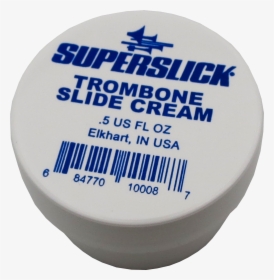 SUPERSLICK
TROMBONE
SLIDE CREAM
.5 US FL OZ
Elkhart, IN USA
6 84770 10008 7